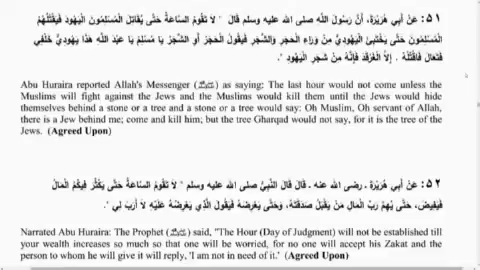 ٥١: عَنْ أَبِي هُرَيْرَةَ، أَنَّ رَسُولَ اللَّهِ صلى الله عليه وسلم قَالَ " لاَ تَقُومُ السَّاعَةُ حَتَّى يُقَاتِلَ الْمُسْلِمُونَ الْيَهُودَ فَيَقْتُلُهُمُ
الْمُسْلِمُونَ حَتَّى يَخْتَبِئَ الْيَهُودِيُّ مِنْ وَرَاءِ الْحَجَرِ وَالشَّجَرِ فَيَقُولُ الْحَجَرُ أَوِ الشَّجَرُ يَا مُسْلِمُ يَا عَبْدَ اللَّهِ هَذَا يَهُودِيٌّ خَلْفِي
فَتَعَالَ فَاقْتُلْهُ . إِلاَّ الْغَرْقَدَ فَإِنَّهُ مِنْ شَجَرِ الْيَهُودِ " .
Abu Huraira reported Allah's Messenger (ﷺ) as saying: The last hour would not come unless the
Muslims will fight against the Jews and the Muslims would kill them until the Jews would hide
themselves behind a stone or a tree and a stone or a tree would say: Oh Muslim, Oh servant of Allah,
there is a Jew behind me; come and kill him; but the tree Gharqad would not say, for it is the tree of
the Jews. (Agreed Upon)
٥٢: عَنْ أَبِي هُرَيْرَةَ ـ رضى الله عنه ـ قَالَ قَالَ النَّبِيُّ صلى الله عليه وسلم " لاَ تَقُومُ السَّاعَةُ حَتَّى يَكْثُرَ فِيكُمُ الْمَالُ
فَيَفِيضَ، حَتَّى يُهِمَّ رَبَّ الْمَالِ مَنْ يَقْبَلُ صَدَقَتَهُ، وَحَتَّى يَعْرِضَهُ فَيَقُولَ الَّذِي يَعْرِضُهُ عَلَيْهِ لاَ أَرَبَ لِي ".
Narrated Abu Huraira: The Prophet (ﷺ) said, "The Hour (Day of Judgment) will not be established till
your wealth increases so much so that one will be worried, for no one will accept his Zakat and the
person to whom he will give it will reply, 'I am not in need of it.' (Agreed Upon)